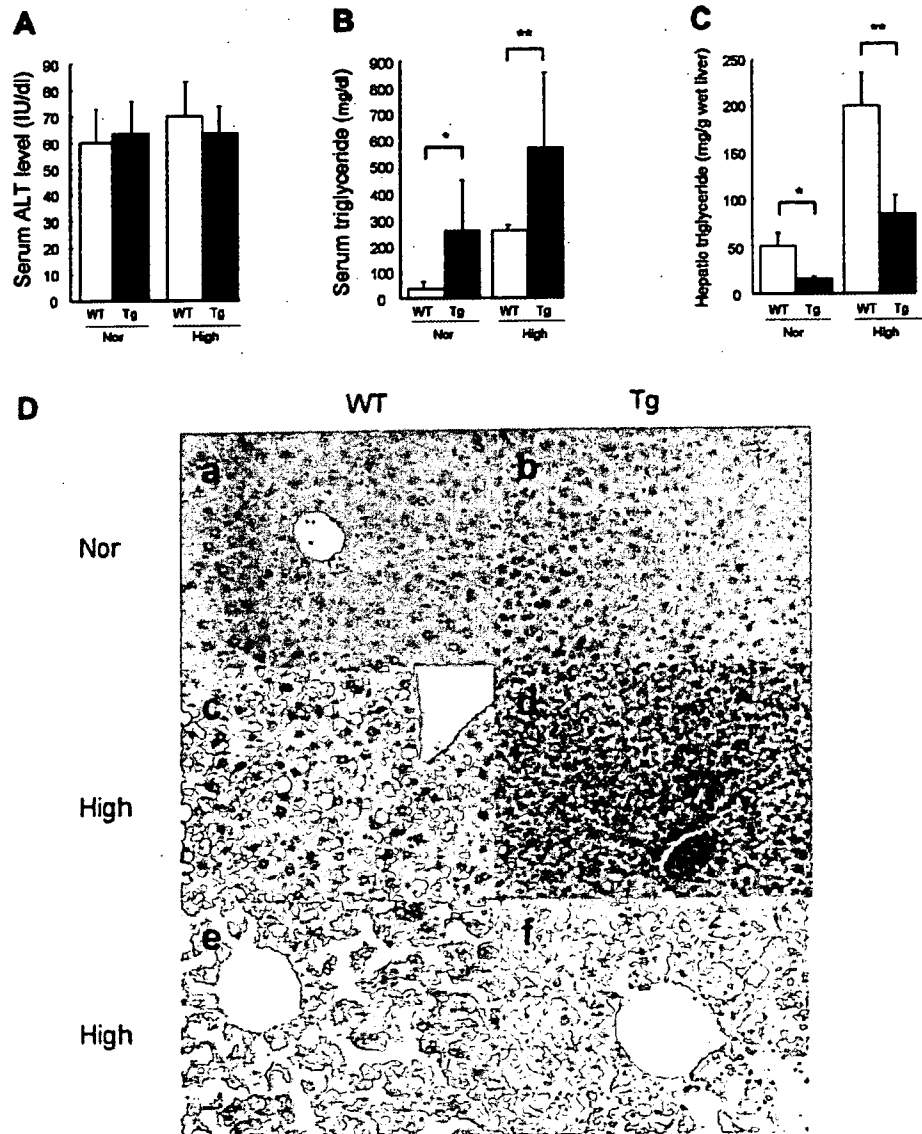 A
Serum ALT level (IU/dl)
90
80
70
60
50
40
30
20
10
0
WT Tg WT Tg
Nor High
B
Serum triglyceride (mg/dl)
900
800
700
600
500
400
300
200
100
0
*
**
WT Tg WT Tg
Nor High
C
Hepatic triglyceride (mg/g wet liver)
250
200
150
100
50
0
*
**
WT Tg WT Tg
Nor High
D
WT Tg
Nor
a b
High
c d
High
e f